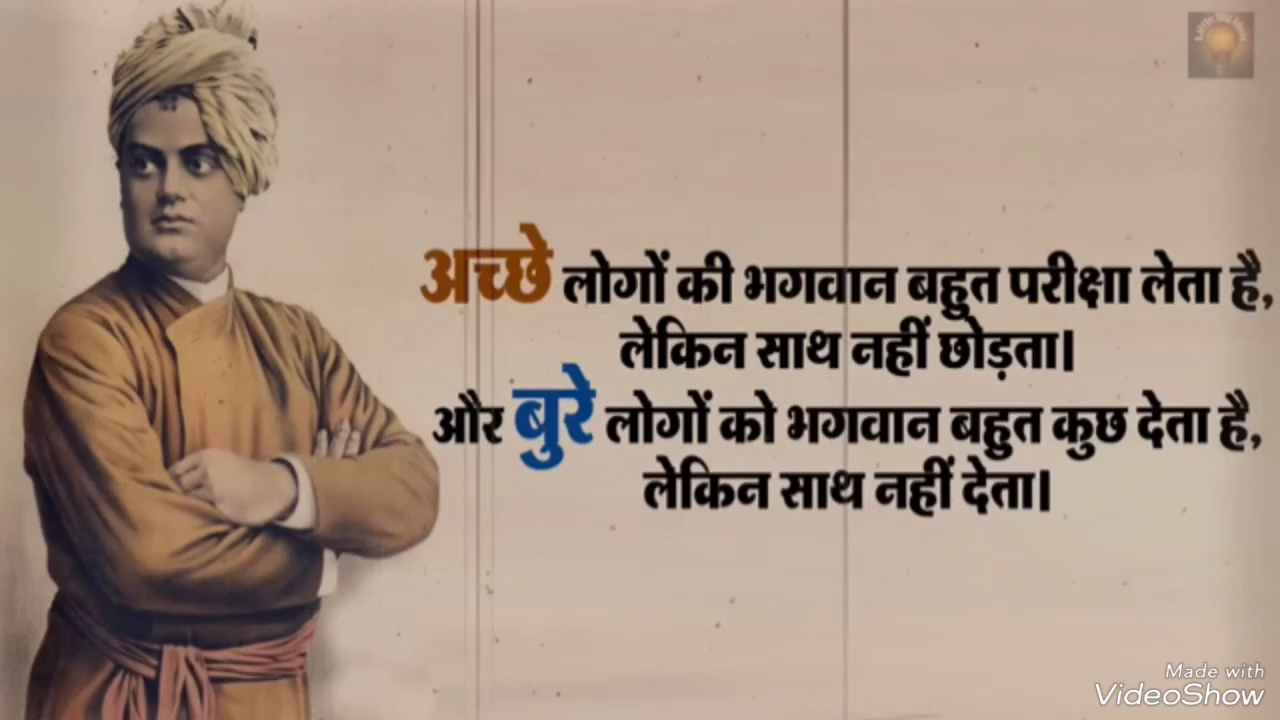 अच्छे लोगों की भगवान बहुत परीक्षा लेता है,
लेकिन साथ नहीं छोड़ता।
और बुरे लोगों को भगवान बहुत कुछ देता है,
लेकिन साथ नहीं देता।
Made with
VideoShow